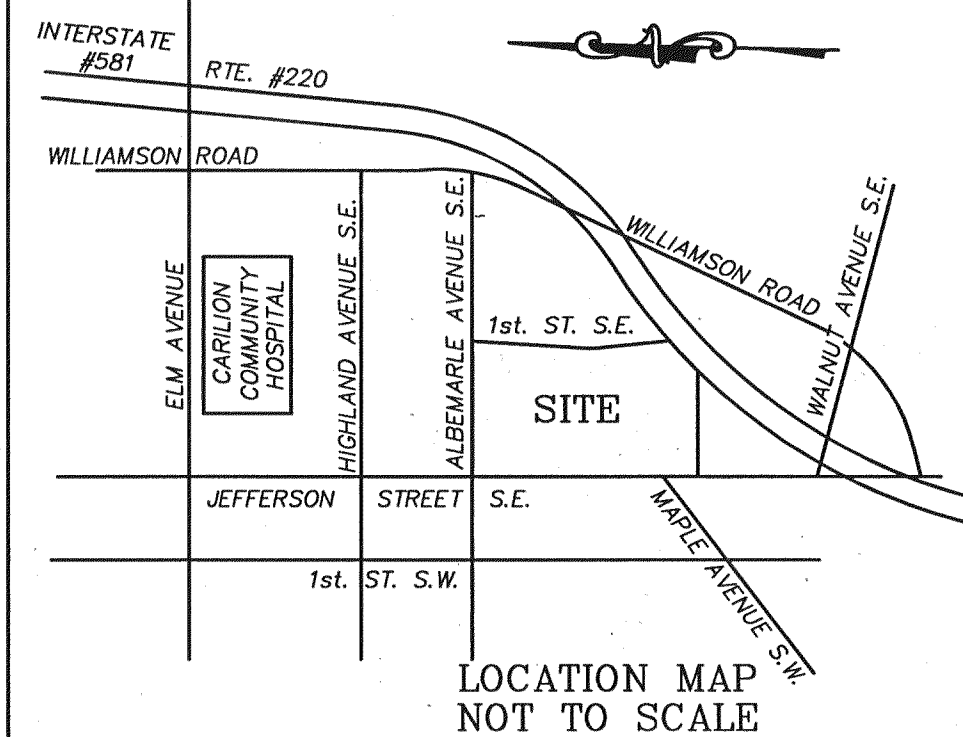 INTERSTATE
#581
RTE. #220
WILLIAMSON ROAD
ELM AVENUE
CARILION
COMMUNITY
HOSPITAL
HIGHLAND AVENUE S.E.
ALBEMARLE AVENUE S.E.
WILLIAMSON ROAD
WALNUT AVENUE S.E.
1st. ST. S.E.
SITE
JEFFERSON STREET S.E.
MAPLE AVENUE S.W.
1st. ST. S.W.
LOCATION MAP
NOT TO SCALE
N